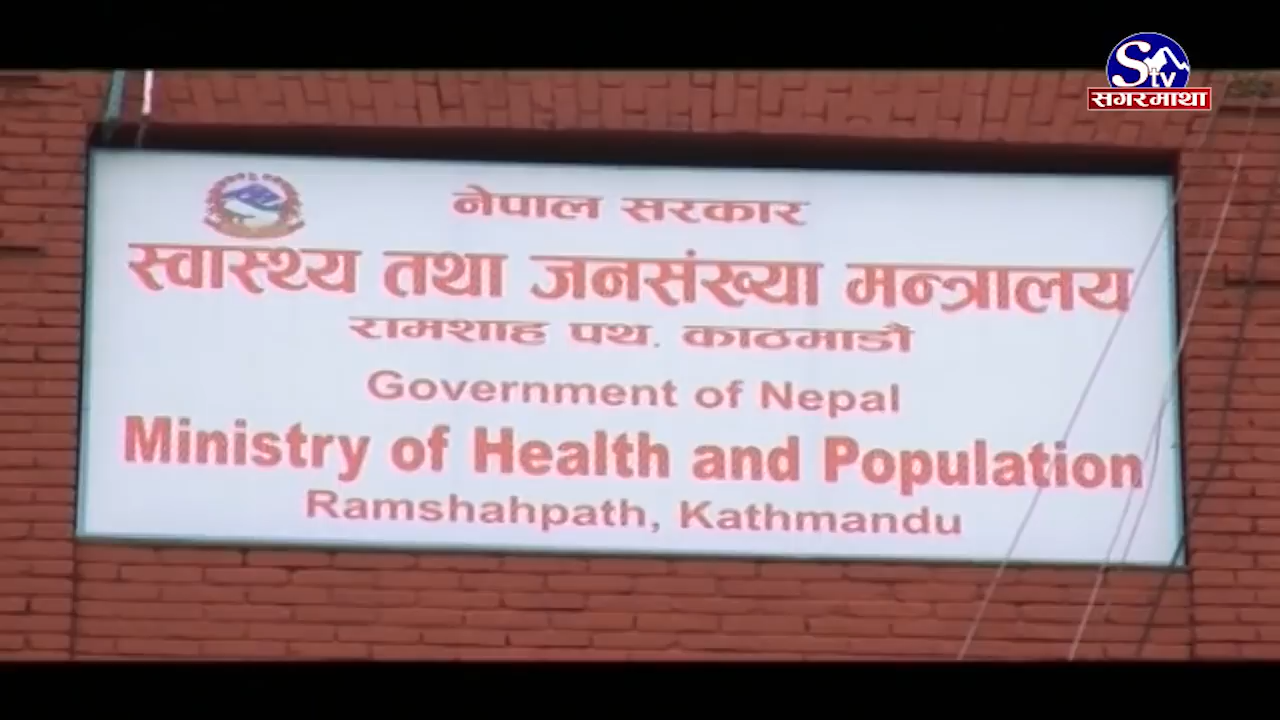 S tv
सगरमाथा
नेपाल सरकार
स्वास्थ्य तथा जनसंख्या मन्त्रालय
रामशाह पथ. काठमाडौं
Government of Nepal
Ministry of Health and Population
Ramshahpath, Kathmandu